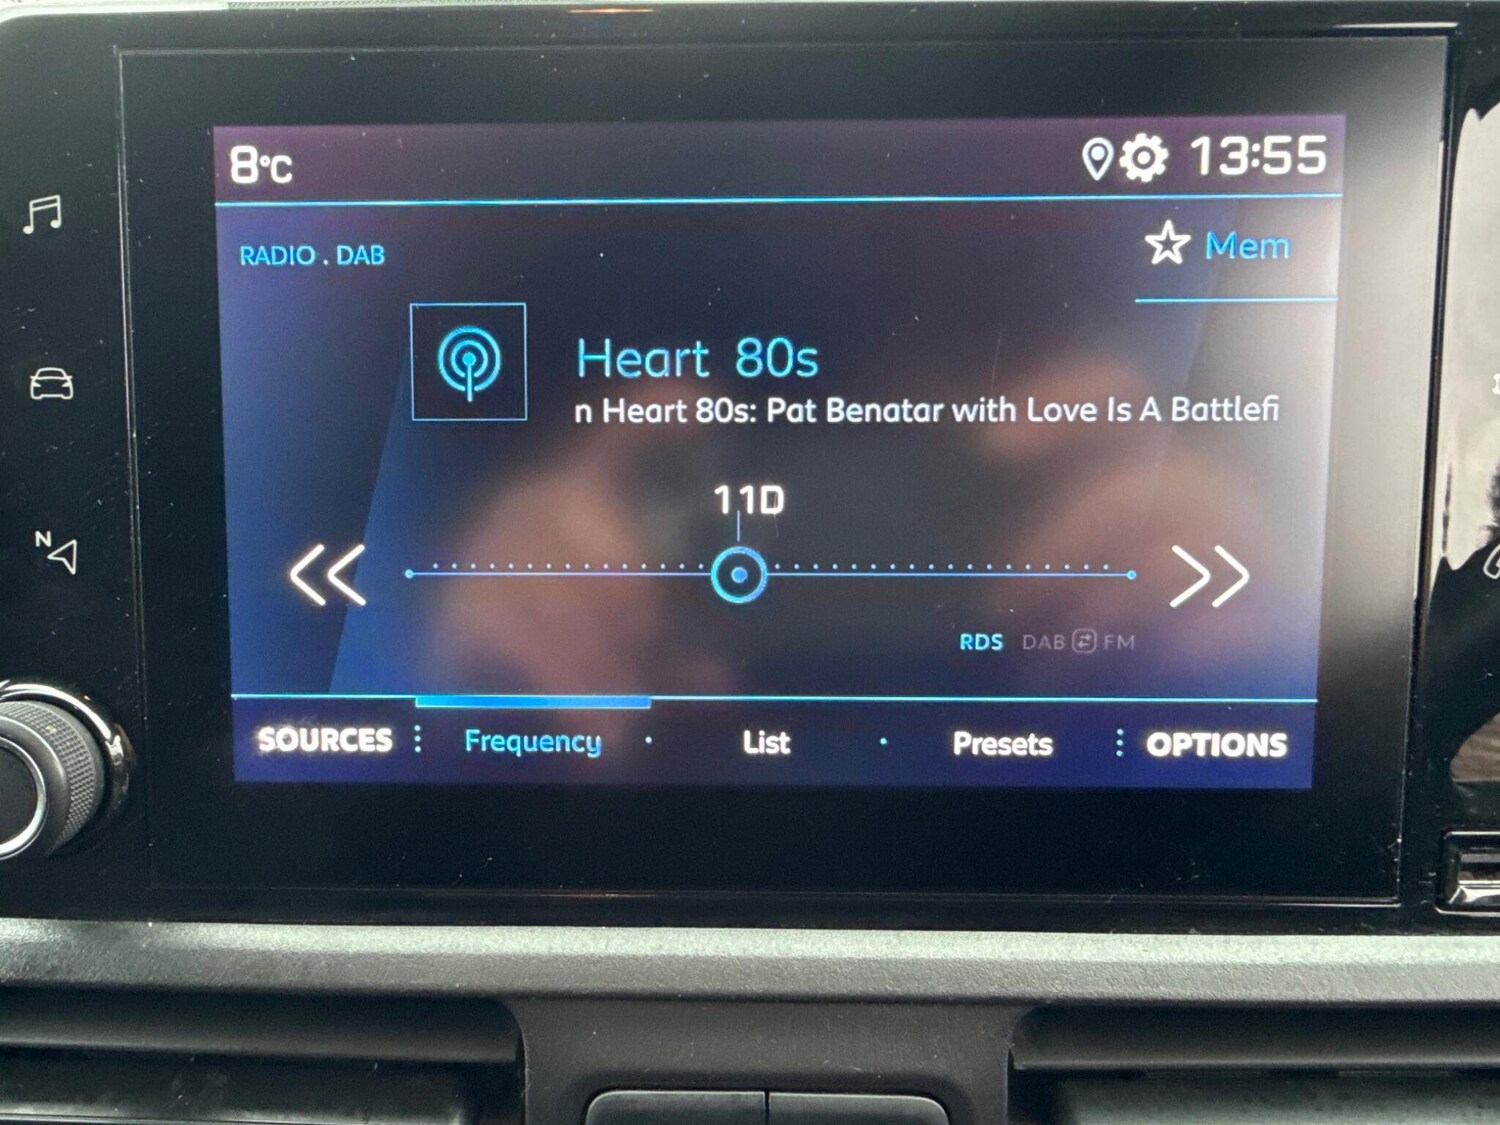 8°C
13:55
RADIO . DAB
Mem
Heart 80s
n Heart 80s: Pat Benatar with Love Is A Battlefi
11D
RDS DAB FM
SOURCES Frequency List Presets OPTIONS
N